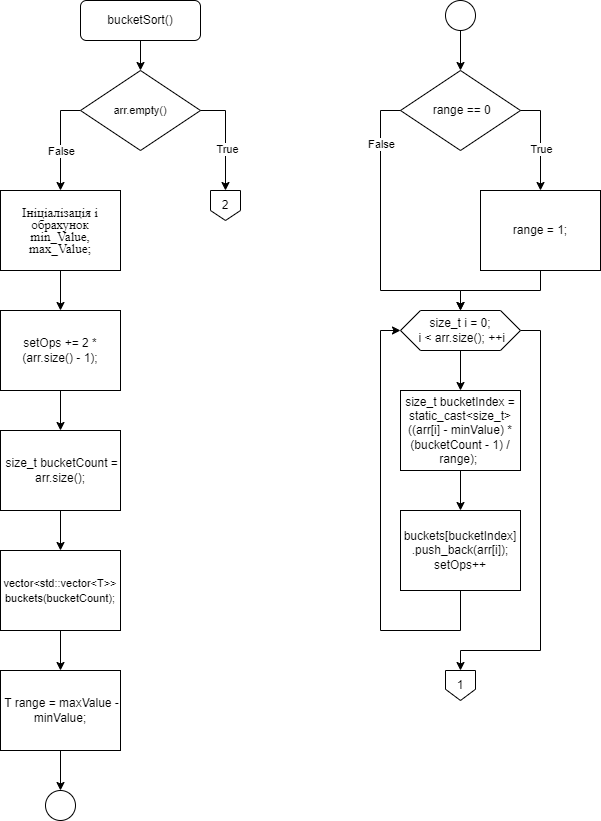 bucketSort()
arr.empty()
False
True
2
Ініціалізація і
обрахунок
min_Value,
max_Value;
setOps += 2 *
(arr.size() - 1);
size_t bucketCount =
arr.size();
vector<std::vector<T>>
buckets(bucketCount);
T range = maxValue -
minValue;
range == 0
False
True
range = 1;
size_t i = 0;
i < arr.size(); ++i
size_t bucketIndex =
static_cast<size_t>
((arr[i] - minValue) *
(bucketCount - 1) /
range);
buckets[bucketIndex]
.push_back(arr[i]);
setOps++
1